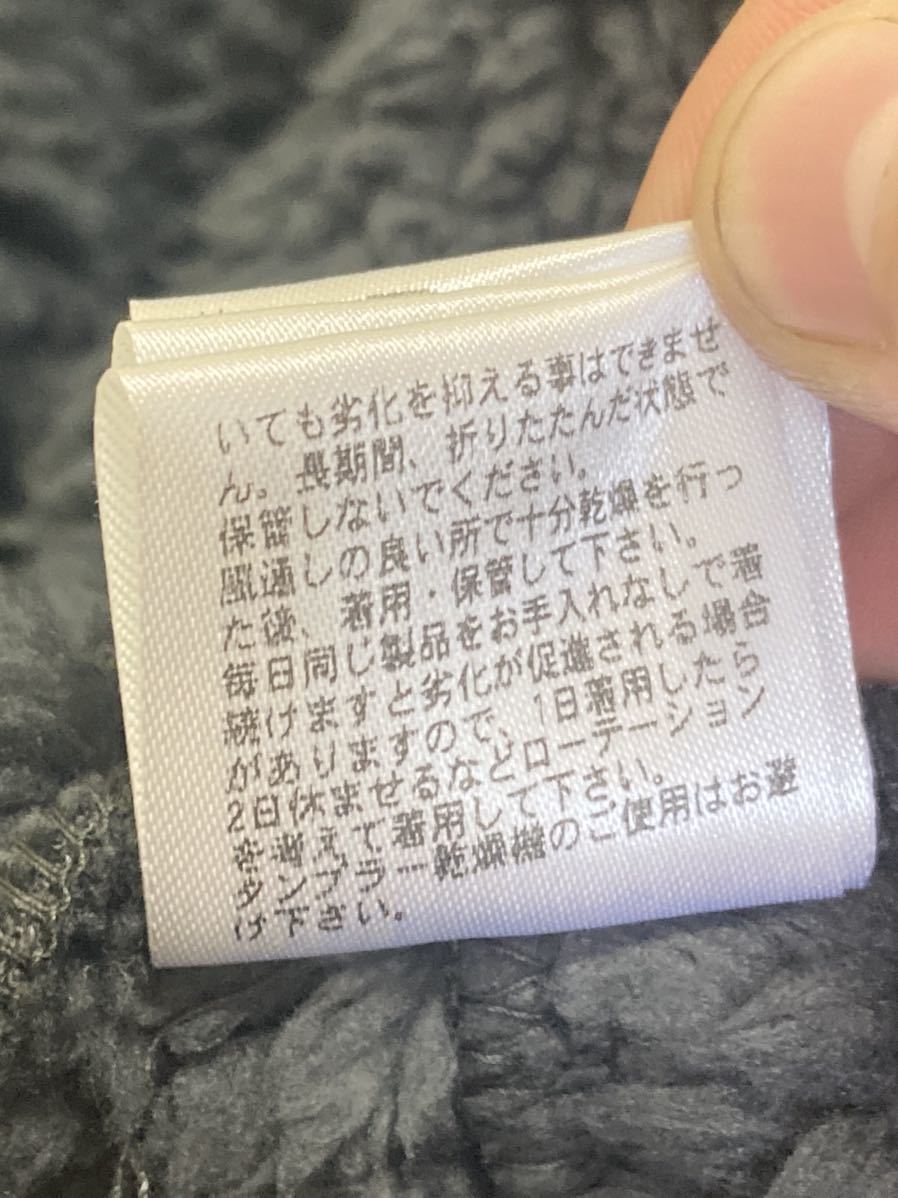 いても劣化を抑える事はできませ
ん。長期間、折りたたんだ状態で
保管しないでください。
風通しの良い所で十分乾燥を行っ
た後、着用・保管して下さい。
毎日同じ製品をお手入れなしで着
続けますと劣化が促進される場合
がありますので、1日着用したら
2日休ませるなどローテーション
を考えて着用して下さい。
タンブラー乾燥機のご使用はお避
け下さい。